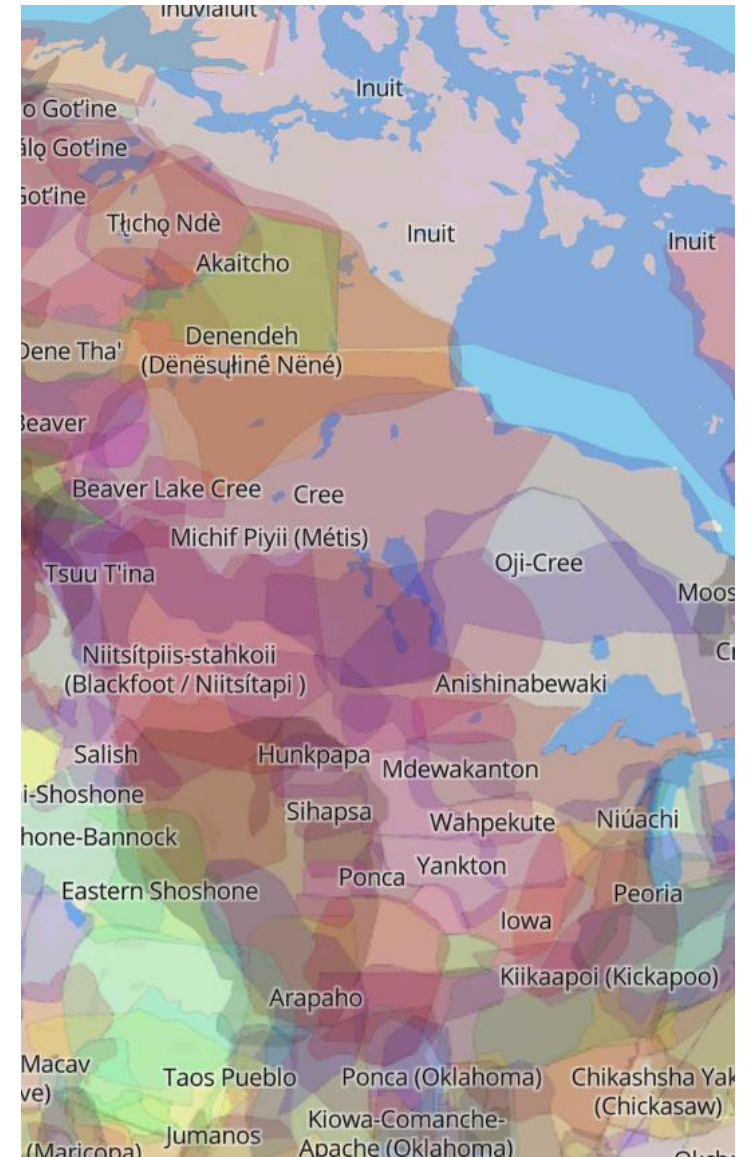 Inuvialuit
Inuit
o Got'ine
álǫ Got'ine
Got'ine
Tłıchǫ Ndè
Inuit
Inuit
Akaitcho
Denendeh
(Dënësųłinë́ Nëné)
Dene Tha'
Beaver
Beaver Lake Cree
Cree
Michif Piyii (Métis)
Oji-Cree
Tsuu T'ina
Moos
Cr
Niitsítpiis-stahkoii
(Blackfoot / Niitsítapi )
Anishinabewaki
Salish
Hunkpapa
Mdewakanton
i-Shoshone
Sihapsa
Wahpekute
Niúachi
hone-Bannock
Ponca
Yankton
Eastern Shoshone
Peoria
Iowa
Kiikaapoi (Kickapoo)
Arapaho
Macav
ve)
Taos Pueblo
Ponca (Oklahoma)
Chikashsha Yak
(Chickasaw)
Jumanos
Kiowa-Comanche-
Apache (Oklahoma)
(Maricopa)